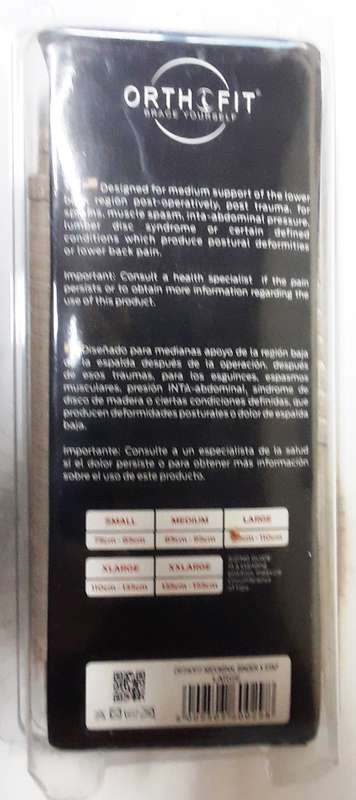 ORTHOFIT
BRACE YOURSELF
Designed for medium support of the lower
back region post-operatively, post trauma, for
sprains, muscle spasm, inta-abdominal pressure,
lumber disc syndrome or certain defined
conditions which produce postural deformities
or lower back pain.
Important: Consult a health specialist if the pain
persists or to obtain more information regarding the
use of this product.
Diseñado para medianas apoyo de la región baja
de la espalda después de la operación, después
de esos traumas, para los esguinces, espasmos
musculares, presión INTA-abdominal, síndrome de
disco de madera o ciertas condiciones definidas, que
producen deformidades posturales o dolor de espalda
baja.
Importante: Consulte a un especialista de la salud
si el dolor persiste o para obtener más información
sobre el uso de este producto.
SMALL MEDIUM LARGE
110cm
XLARGE XXLARGE
LARGE